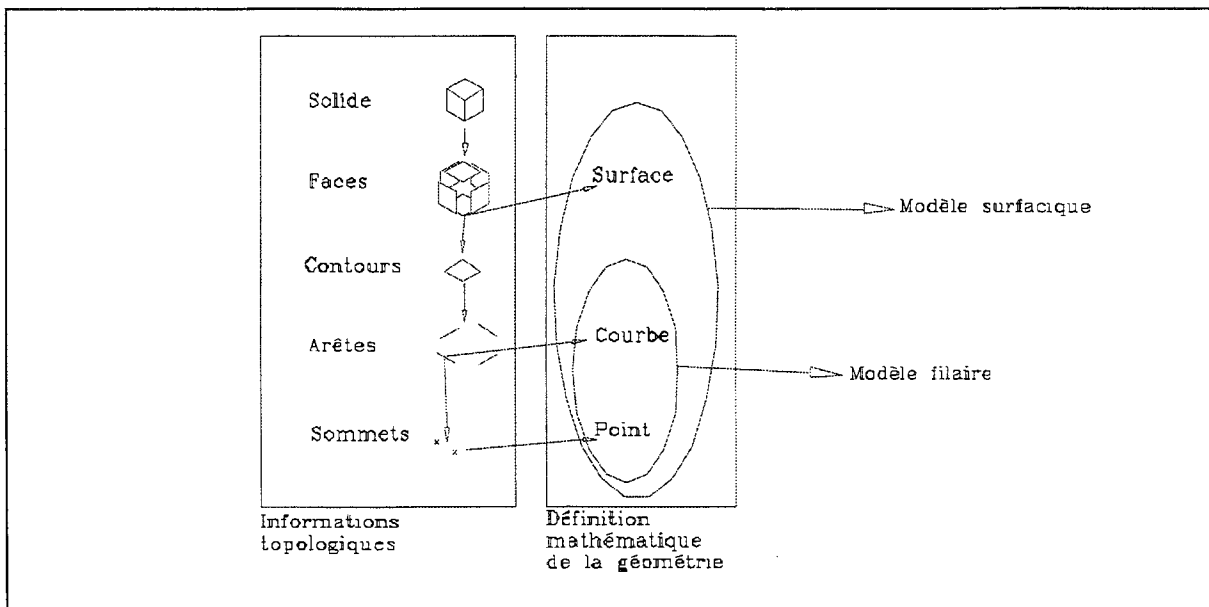 Solide
Faces
Contours
Arêtes
Sommets
Surface
Courbe
Point
Modèle surfacique
Modèle filaire
Informations
topologiques
Définition
mathématique
de la géométrie